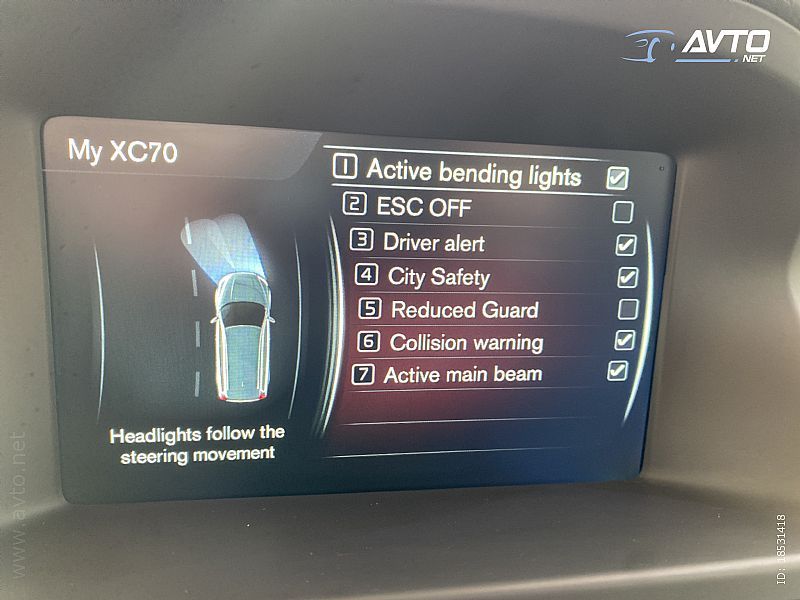 AVTO
NET
My XC70
1 Active bending lights
2 ESC OFF
3 Driver alert
4 City Safety
5 Reduced Guard
6 Collision warning
7 Active main beam
Headlights follow the
steering movement
www.avto.net
ID: 18531418